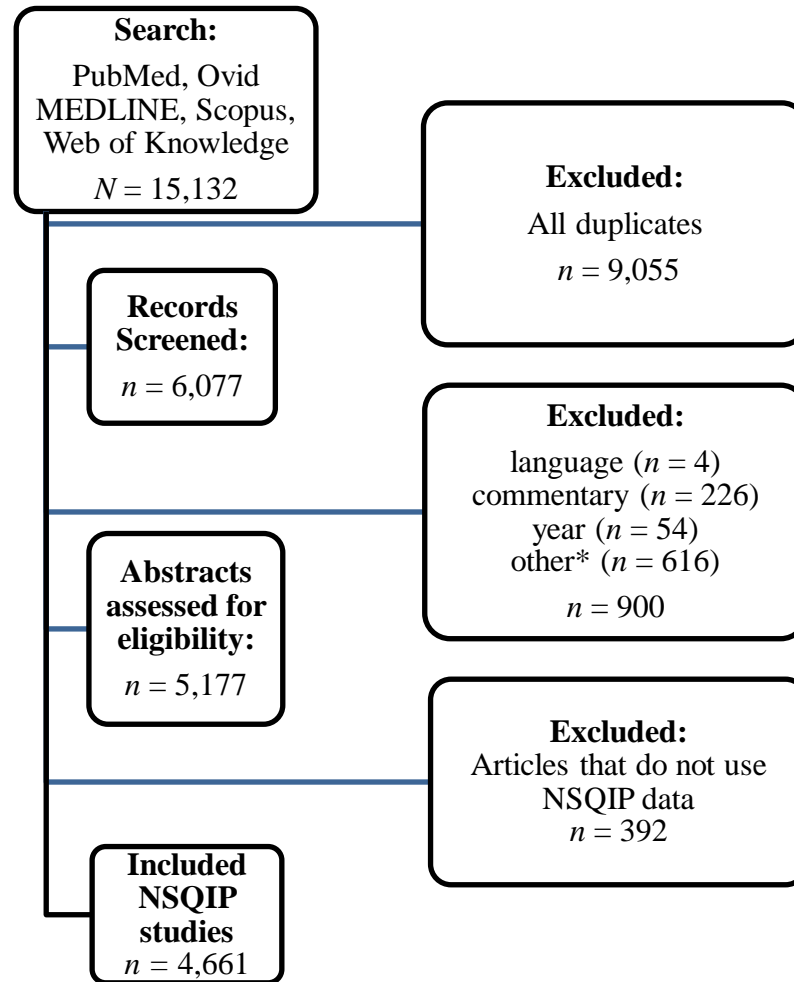 Search:
PubMed, Ovid
MEDLINE, Scopus,
Web of Knowledge
N = 15,132
Excluded:
All duplicates
n = 9,055
Records
Screened:
n = 6,077
Excluded:
language (n = 4)
commentary (n = 226)
year (n = 54)
other* (n = 616)
n = 900
Abstracts
assessed for
eligibility:
n = 5,177
Excluded:
Articles that do not use
NSQIP data
n = 392
Included
NSQIP
studies
n = 4,661